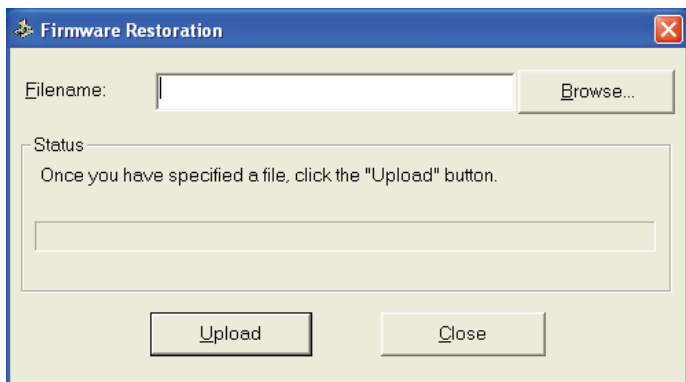 Firmware Restoration
Filename:
Browse...
Status
Once you have specified a file, click the "Upload" button.
Upload
Close